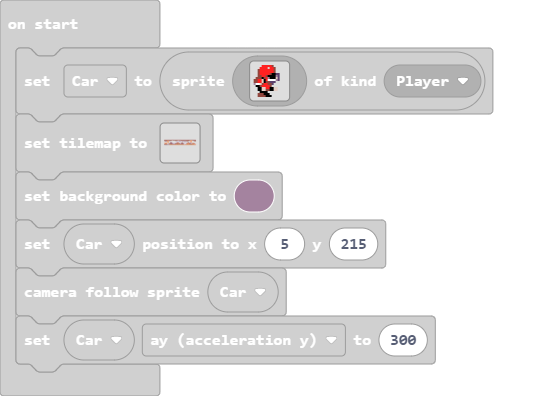 on start
set Car to sprite of kind Player
set tilemap to
set background color to
set Car position to x 5 y 215
camera follow sprite Car
set Car ay (acceleration y) to 300